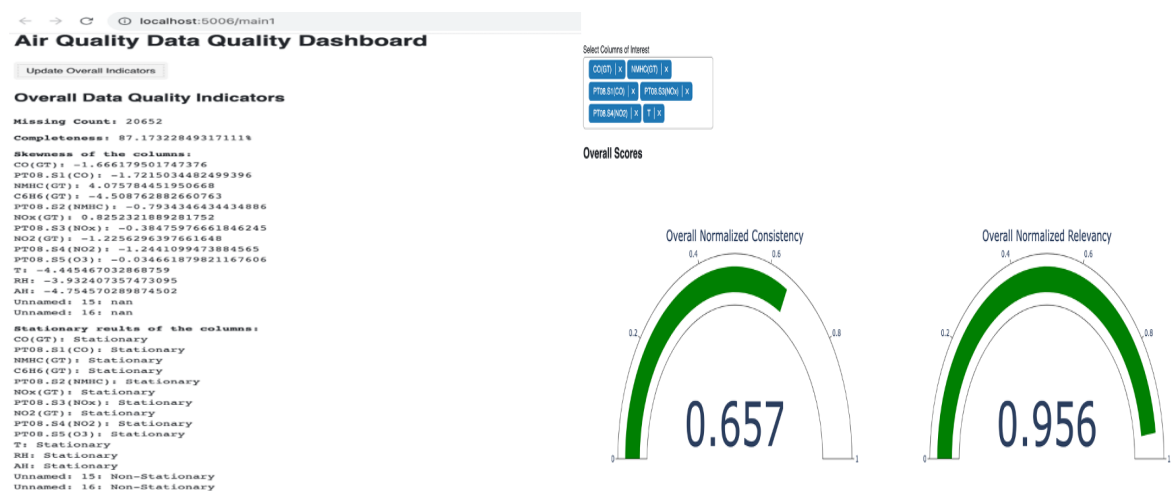 localhost:5006/main1
Air Quality Data Quality Dashboard
Update Overall Indicators
Overall Data Quality Indicators
Missing Count: 20652
Completeness: 87.17322849317111%
Skewness of the columns:
CO(GT): -1.666179501747376
PT08.S1(CO): -1.7215034482499396
NMHC(GT): 4.075784451950668
C6H6(GT): -4.508762882660763
PT08.S2(NMHC): -0.7934346434434886
NOx(GT): 0.8252321889281752
PT08.S3(NOx): -0.38475976661846245
NO2(GT): -1.2256296397661648
PT08.S4(NO2): -1.2441099473884565
PT08.S5(O3): -0.034661879821167606
T: -4.445467032868759
RH: -3.932407357473095
AH: -4.754570289874502
Unnamed: 15: nan
Unnamed: 16: nan
Stationary reults of the columns:
CO(GT): Stationary
PT08.S1(CO): Stationary
NMHC(GT): Stationary
C6H6(GT): Stationary
PT08.S2(NMHC): Stationary
NOx(GT): Stationary
PT08.S3(NOx): Stationary
NO2(GT): Stationary
PT08.S4(NO2): Stationary
PT08.S5(O3): Stationary
T: Stationary
RH: Stationary
AH: Stationary
Unnamed: 15: Non-Stationary
Unnamed: 16: Non-Stationary
Select Columns of Interest
CO(GT) | x NMHC(GT) | x
PT08.S1(CO) | x PT08.S3(NOx) | x
PT08.S4(NO2) | x T | x
Overall Scores
Overall Normalized Consistency
0.4 0.6
0.2 0.8
0.657
0 1
Overall Normalized Relevancy
0.4 0.6
0.2 0.8
0.956
0 1